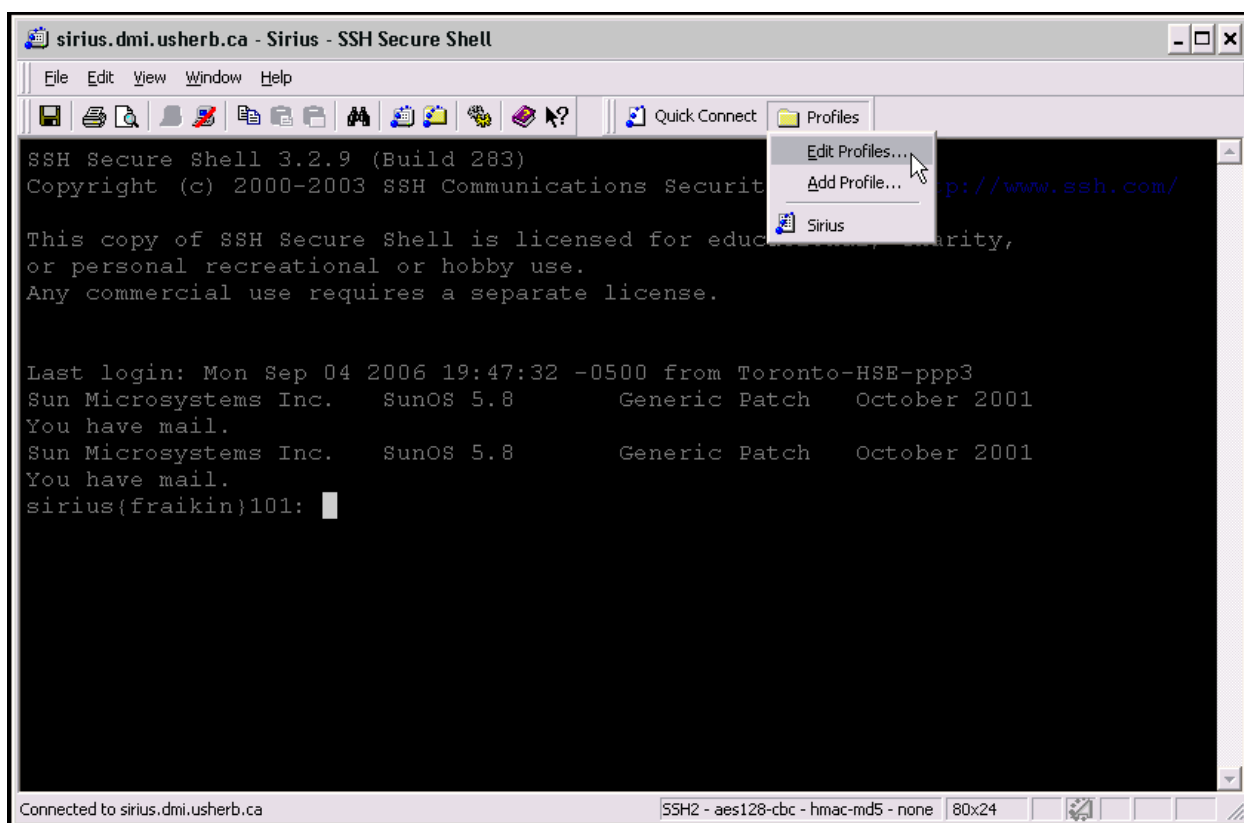 sirius.dmi.usherb.ca - Sirius - SSH Secure Shell
File Edit View Window Help
Quick Connect Profiles
Edit Profiles...
Add Profile...
Sirius
SSH Secure Shell 3.2.9 (Build 283)
Copyright (c) 2000-2003 SSH Communications Securit p://www.ssh.com/
This copy of SSH Secure Shell is licensed for educational, charity,
or personal recreational or hobby use.
Any commercial use requires a separate license.
Last login: Mon Sep 04 2006 19:47:32 -0500 from Toronto-HSE-ppp3
Sun Microsystems Inc. SunOS 5.8 Generic Patch October 2001
You have mail.
Sun Microsystems Inc. SunOS 5.8 Generic Patch October 2001
You have mail.
sirius{fraikin}101:
Connected to sirius.dmi.usherb.ca SSH2 - aes128-cbc - hmac-md5 - none 80x24